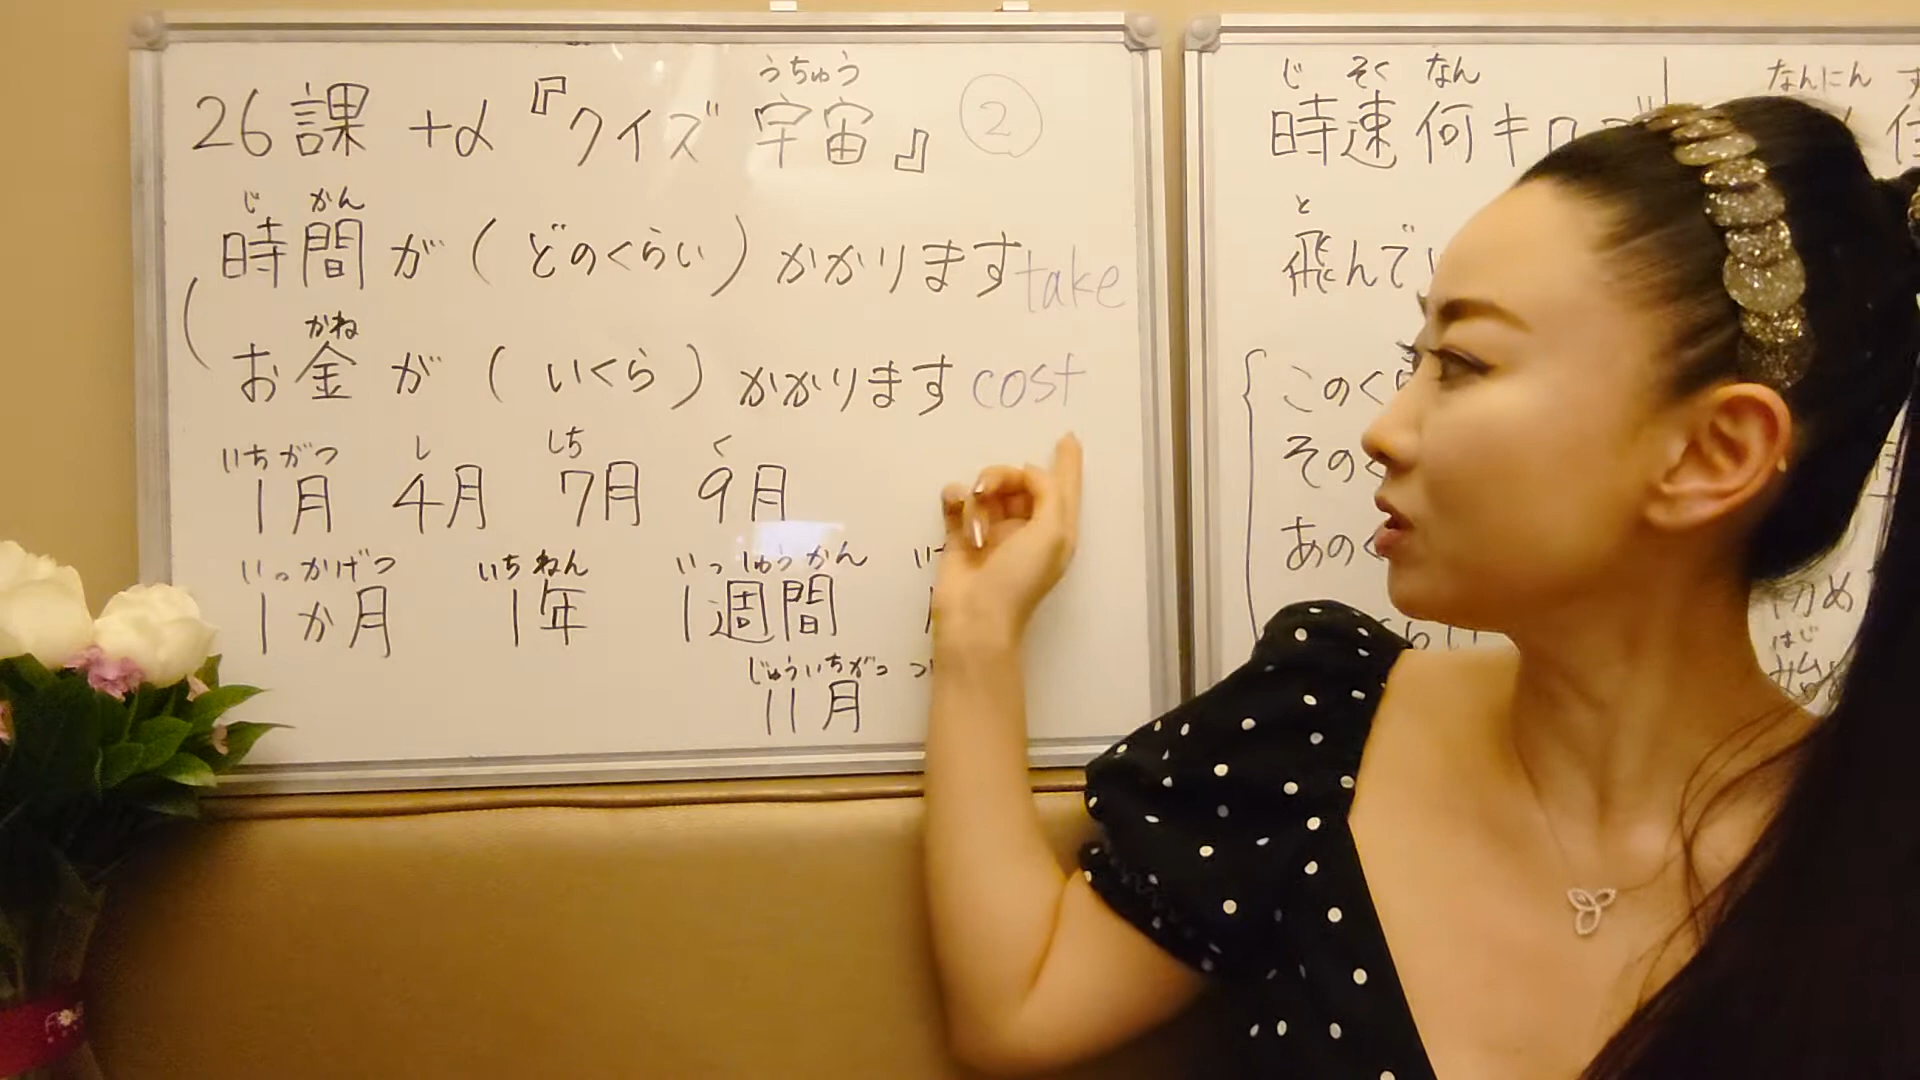 うちゅう
26課 +α『クイズ宇宙』②
じかん
時間が(どのくらい)かかります take
かね
お金が(いくら)かかります cost
いちがつ し しち く
1月 4月 7月 9月
いっかげつ いちねん いっしゅうかん
1か月 1年 1週間
じゅういちがつ
11月
じ そく なん
時速何キロ
と
飛んで
このく
そのく
あのく
なんにん
はじ